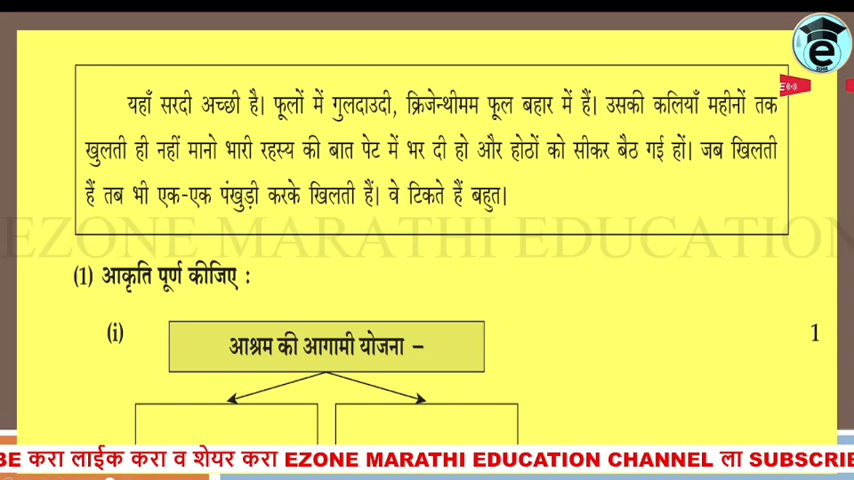 यहाँ सरदी अच्छी है। फूलों में गुलदाउदी, क्रिजेन्थीमम फूल बहार में हैं। उसकी कलियाँ महीनों तक
खुलती ही नहीं मानो भारी रहस्य की बात पेट में भर दी हो और होठों को सीकर बैठ गई हों। जब खिलती
हैं तब भी एक-एक पंखुड़ी करके खिलती हैं। वे टिकते हैं बहुत।
EZONE MARATHI EDUCATION
(1) आकृति पूर्ण कीजिए :
(i) आश्रम की आगामी योजना – 1
BE करा लाईक करा व शेयर करा EZONE MARATHI EDUCATION CHANNEL ला SUBSCRIBE